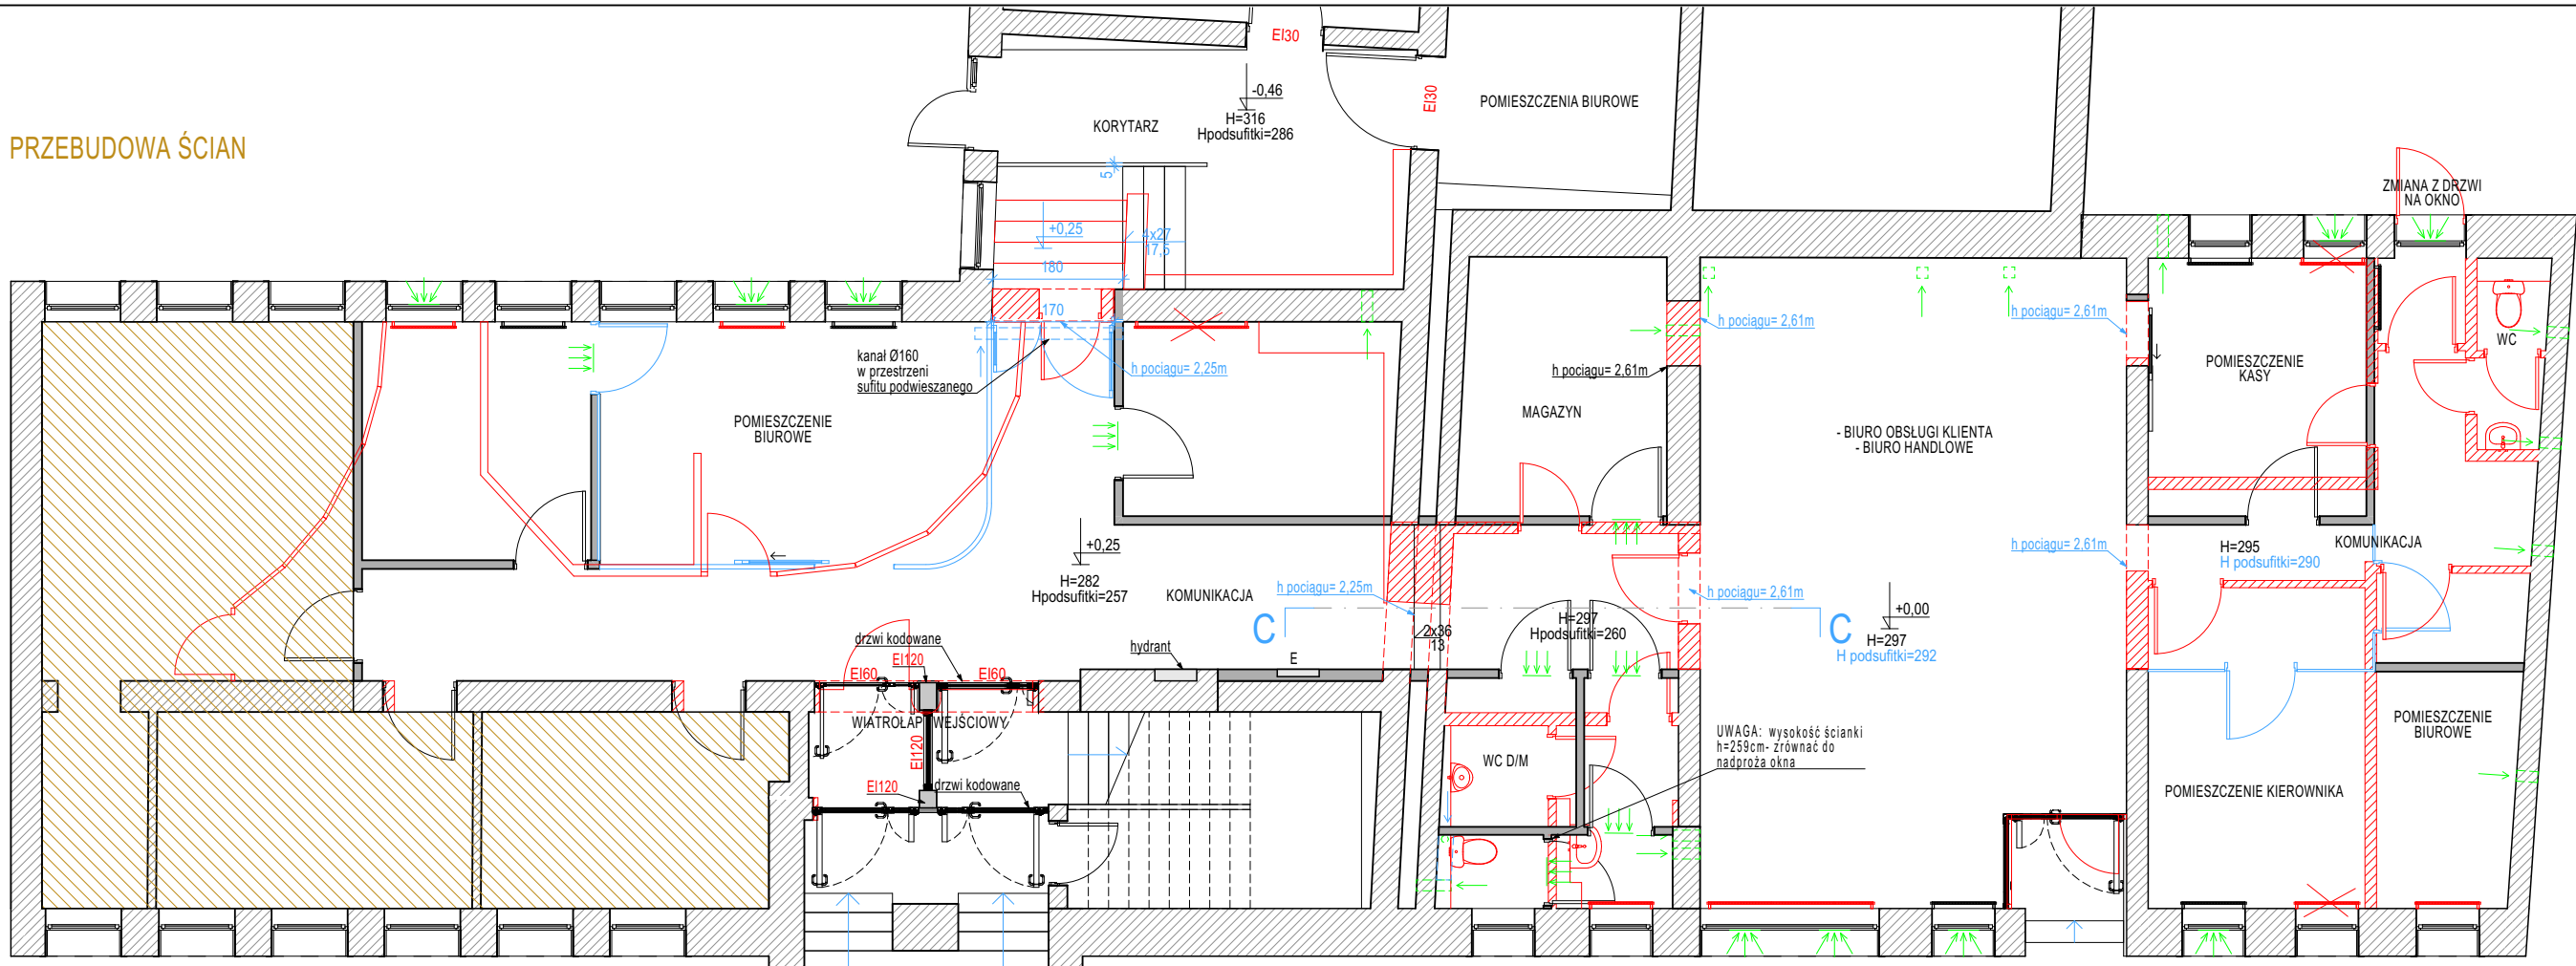 PRZEBUDOWA ŚCIAN
EI30
-0,46
H=316
Hpodsufitki=286
KORYTARZ
EI30
POMIESZCZENIA BIUROWE
5
+0,25
4x27
17,5
180
170
kanał Ø160
w przestrzeni
sufitu podwieszanego
h pociągu= 2,25m
POMIESZCZENIE
BIUROWE
h pociągu= 2,61m
h pociągu= 2,61m
MAGAZYN
- BIURO OBSŁUGI KLIENTA
- BIURO HANDLOWE
h pociągu= 2,61m
POMIESZCZENIE
KASY
ZMIANA Z DRZWI
NA OKNO
WC
+0,25
H=282
Hpodsufitki=257
KOMUNIKACJA
h pociągu= 2,25m
C
2x36
13
H=297
Hpodsufitki=260
h pociągu= 2,61m
C
+0,00
H=297
H podsufitki=292
h pociągu= 2,61m
H=295
H podsufitki=290
KOMUNIKACJA
drzwi kodowane
EI60
EI120
EI60
hydrant
E
WIATROŁAP WEJŚCIOWY
EI120
EI120
drzwi kodowane
WC D/M
UWAGA: wysokość ścianki
h=259cm- zrównać do
nadproża okna
POMIESZCZENIE KIEROWNIKA
POMIESZCZENIE
BIUROWE